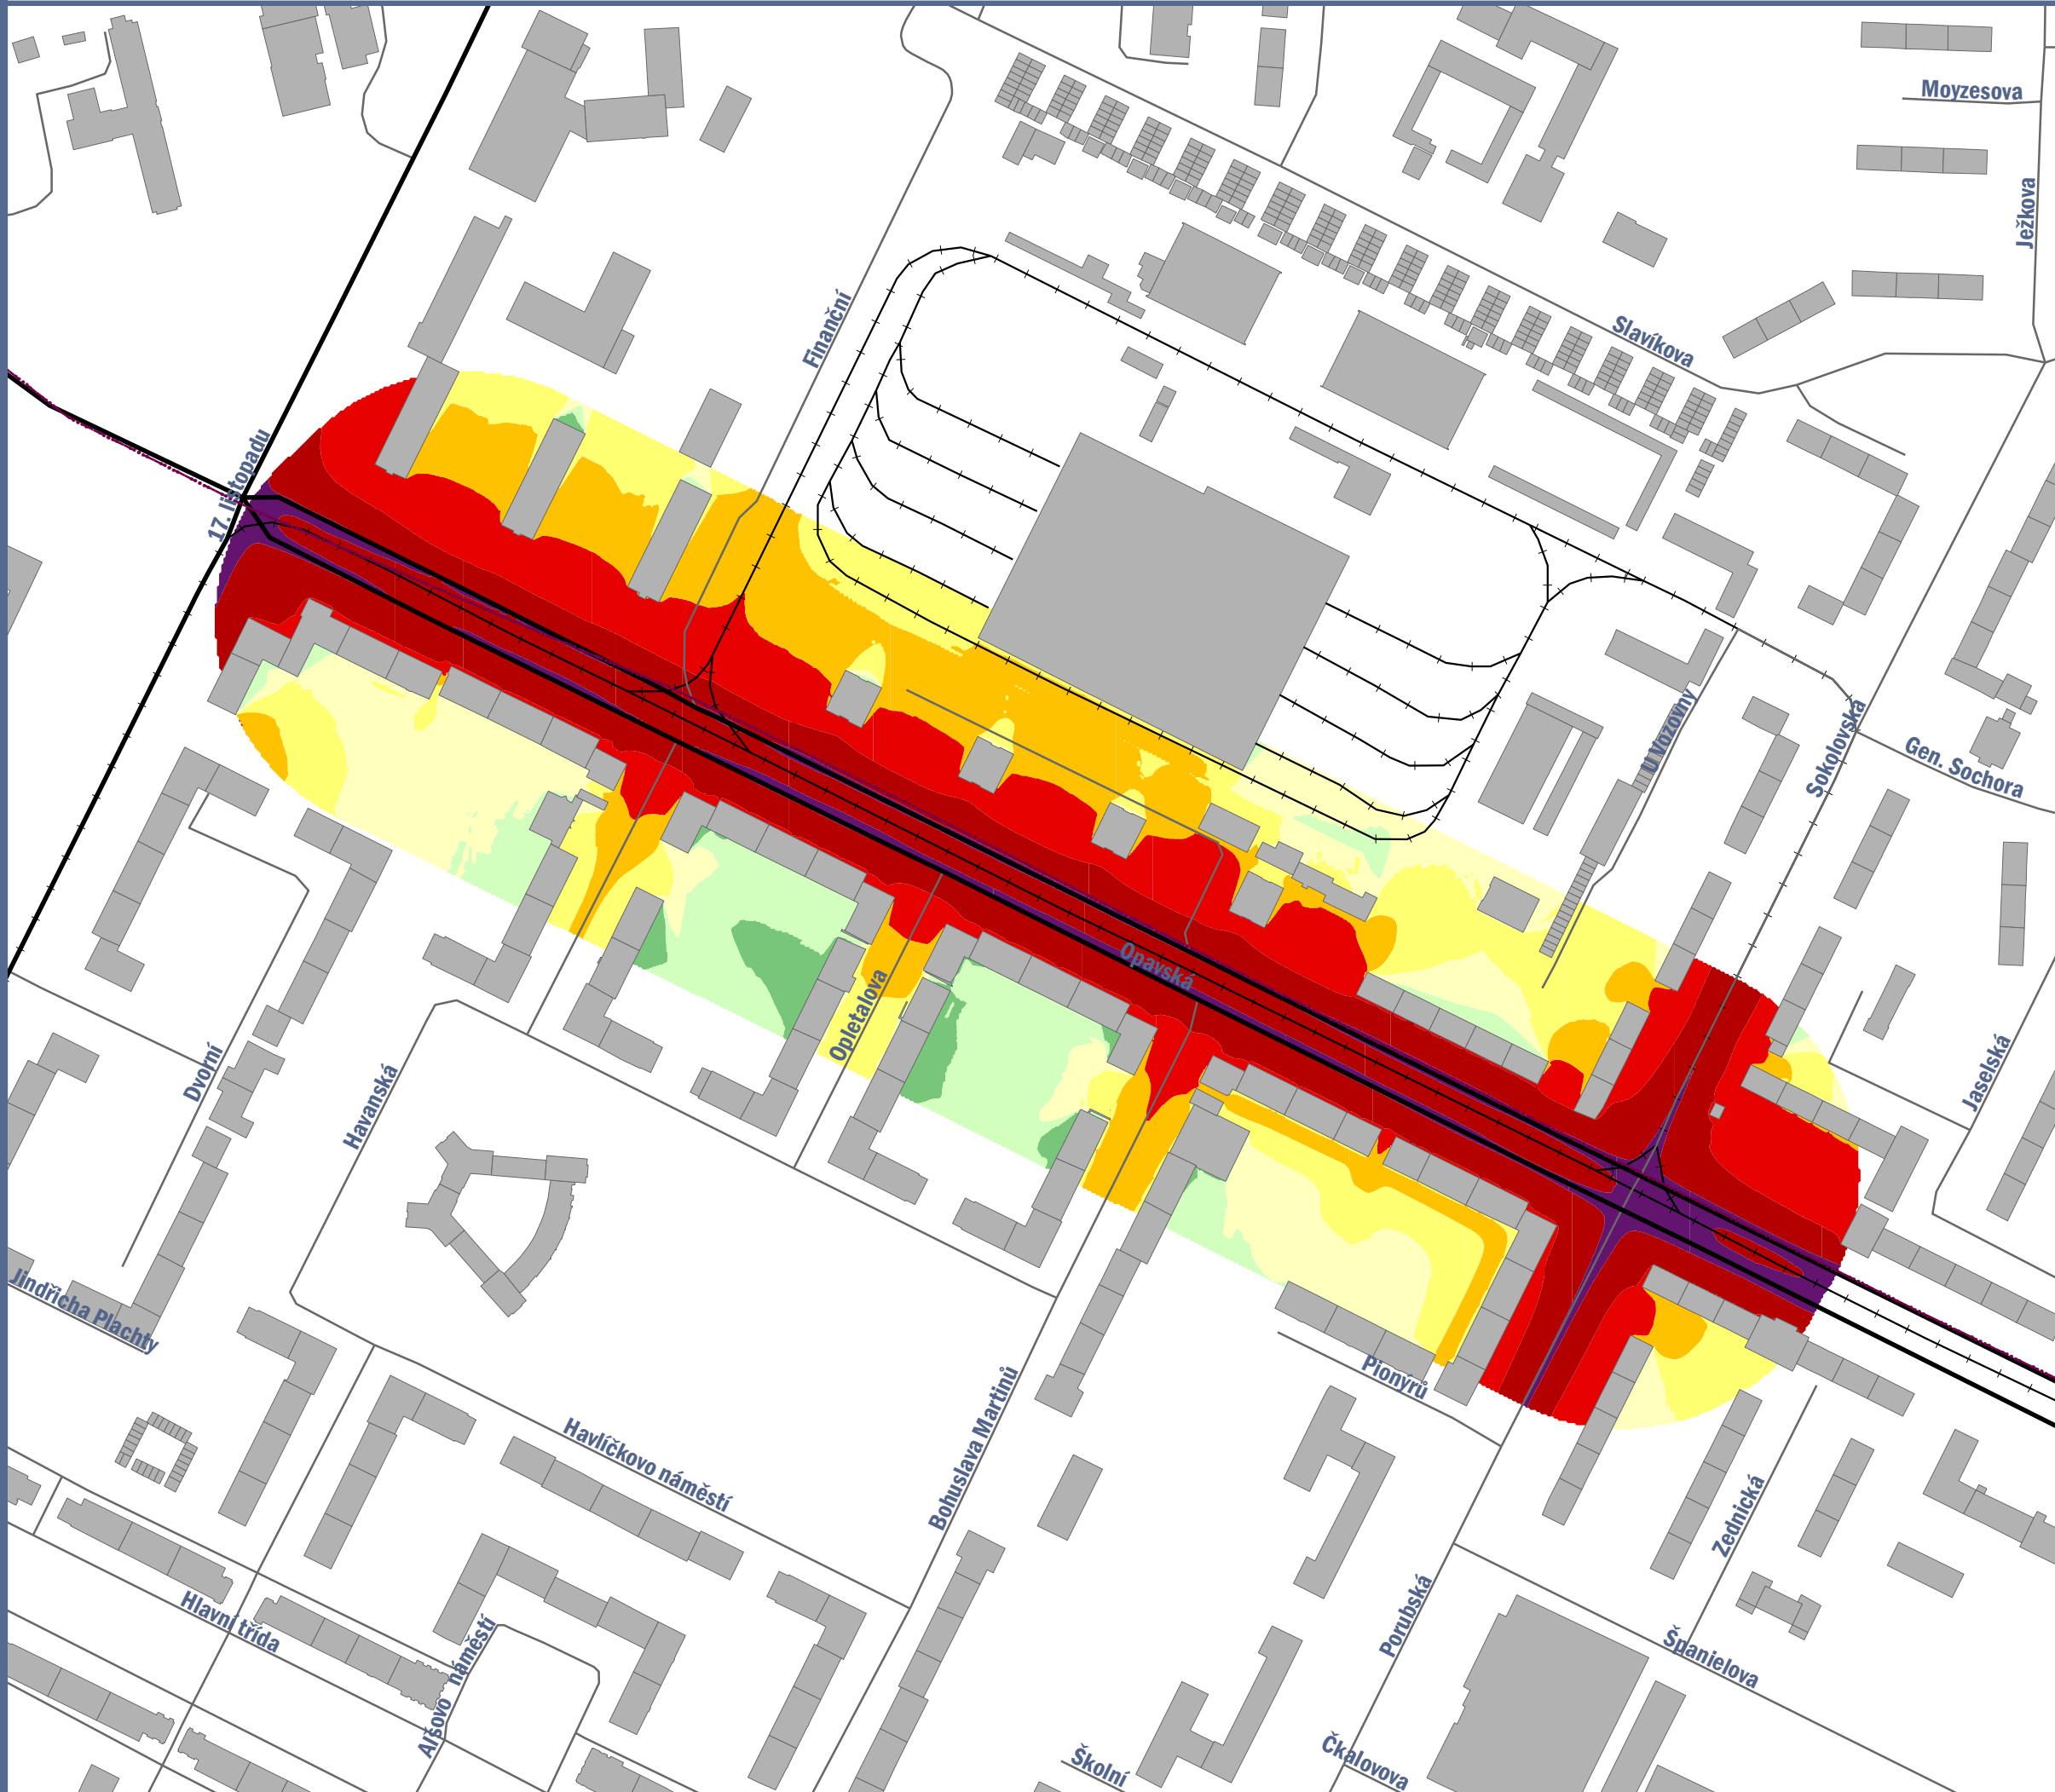 Moyzesova
Ježkova
Finanční
Slavíkova
17. listopadu
U Vozovny
Sokolovská
Gen. Sochora
Opavská
Opletalova
Dvorní
Havanská
Jaselská
Jindřicha Plachty
Pionýrů
Bohuslava Martinů
Havlíčkovo náměstí
Zednická
Porubská
Hlavní třída
Alšovo náměstí
Španielova
Školní
Čkalovova